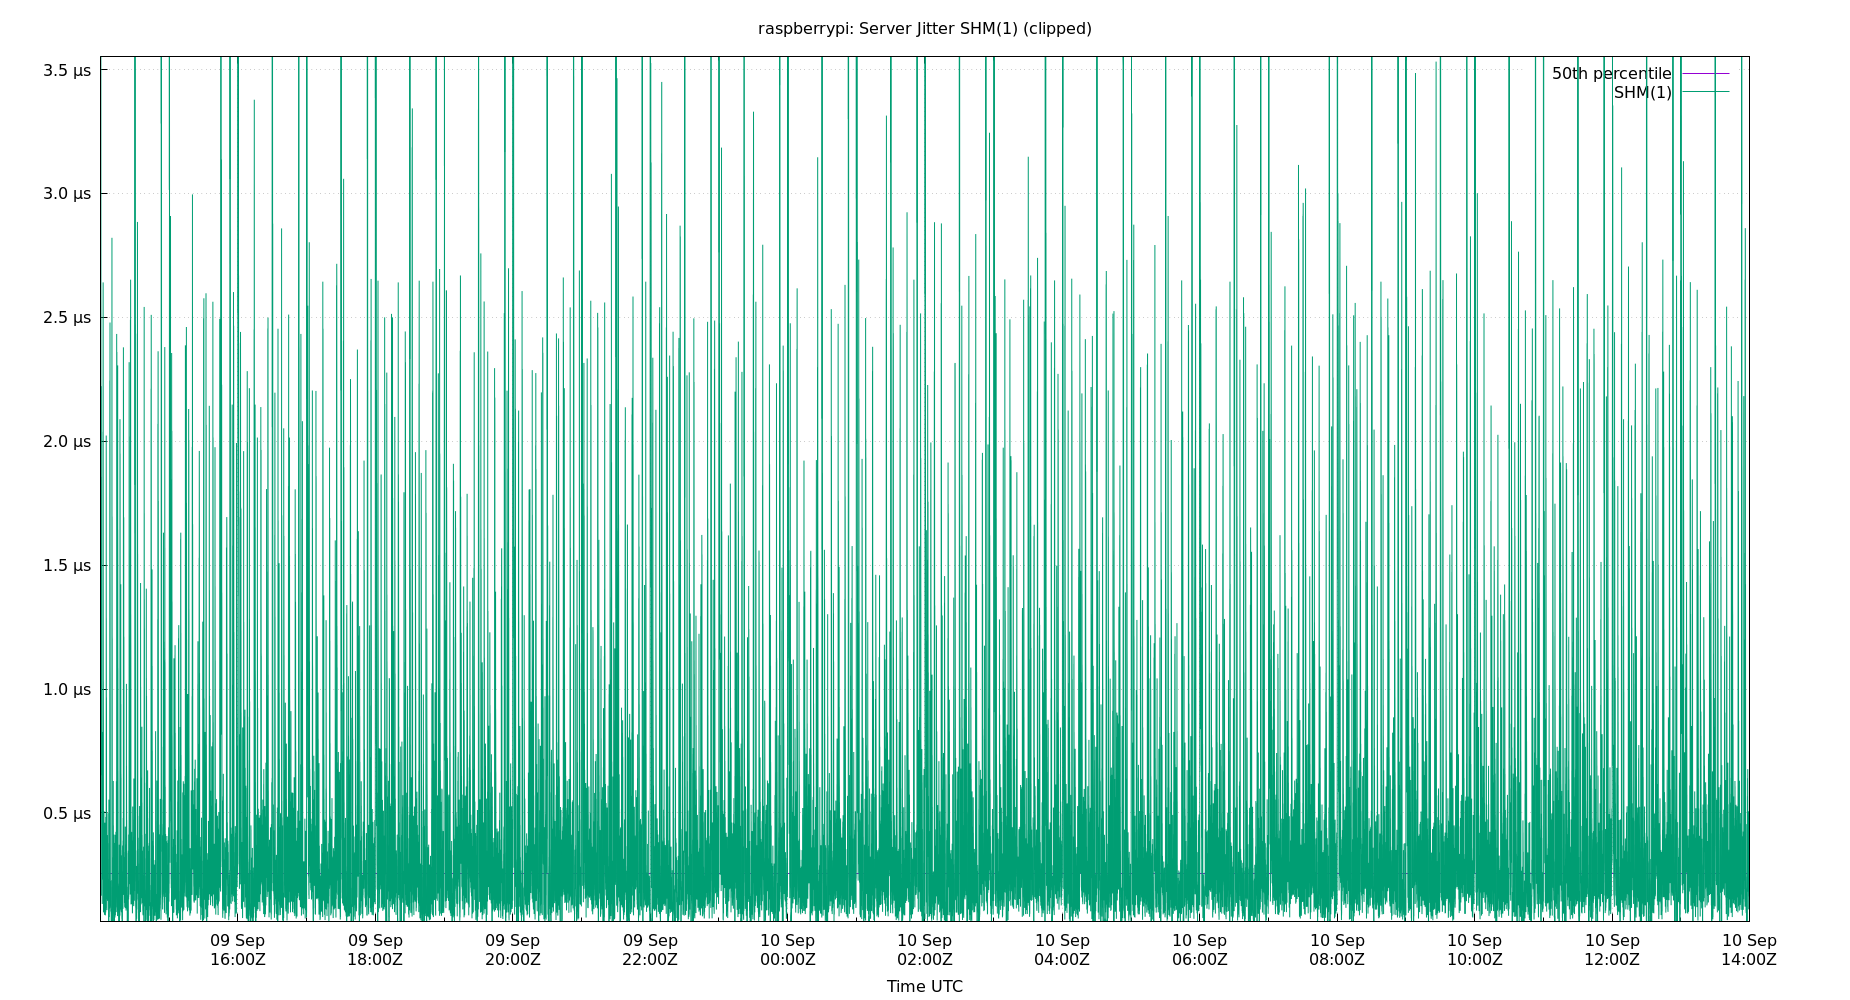 raspberrypi: Server Jitter SHM(1) (clipped)
3.5 µs
3.0 µs
2.5 µs
2.0 µs
1.5 µs
1.0 µs
0.5 µs
50th percentile
SHM(1)
09 Sep 09 Sep 09 Sep 09 Sep 10 Sep 10 Sep 10 Sep 10 Sep 10 Sep 10 Sep 10 Sep 10 Sep
16:00Z 18:00Z 20:00Z 22:00Z 00:00Z 02:00Z 04:00Z 06:00Z 08:00Z 10:00Z 12:00Z 14:00Z
Time UTC